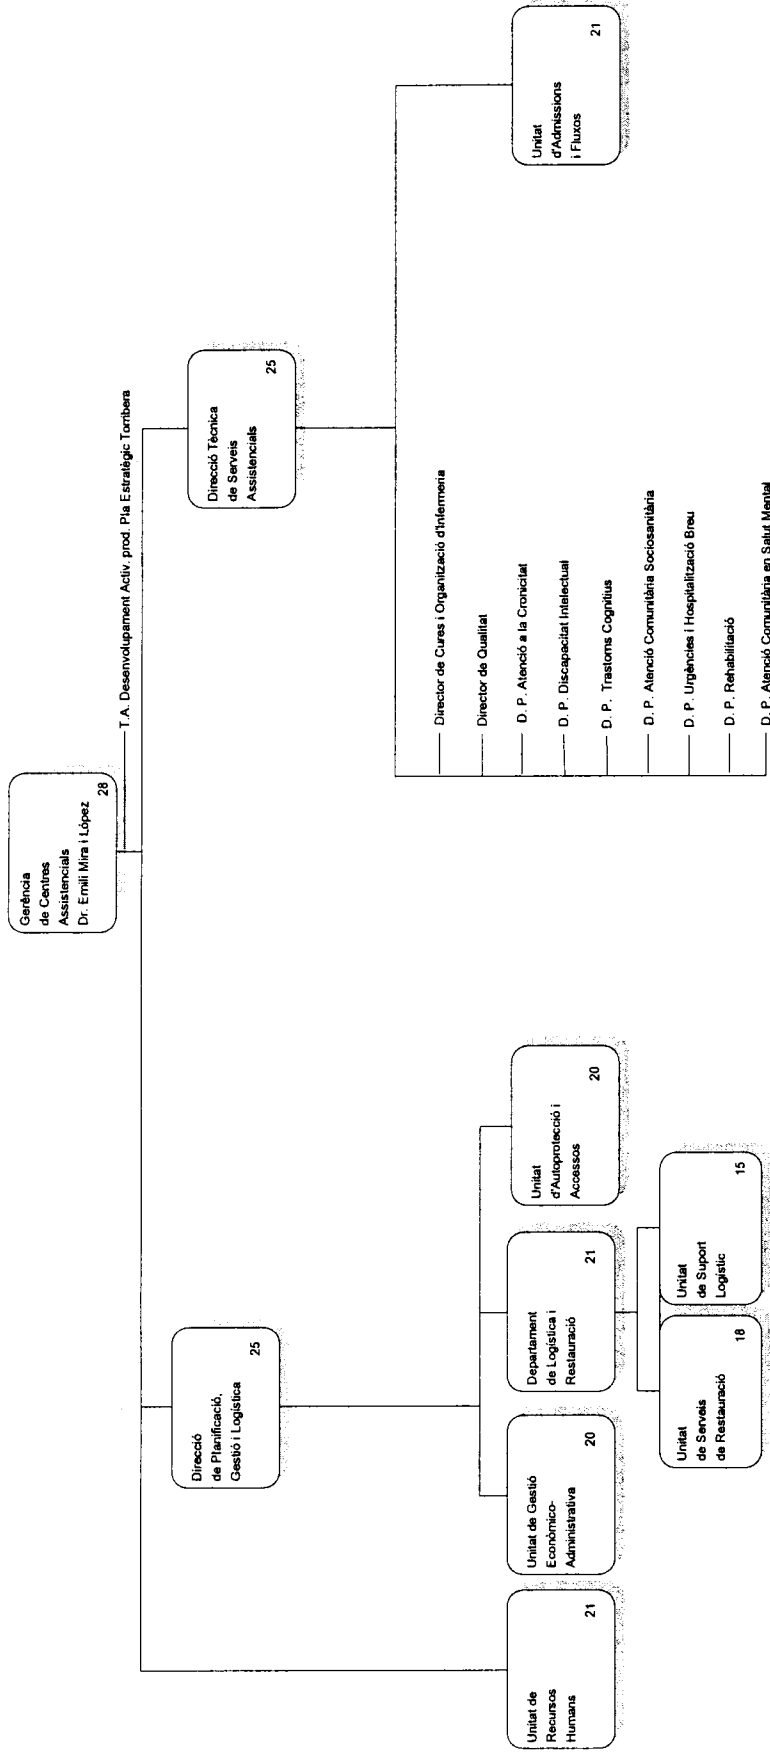 Gerència
de Centres
Assistencials
Dr. Emili Mira i López
28
T.A. Desenvolupament Activ. prod. Pla Estratègic Torribera
Direcció
de Planificació,
Gestió i Logística
25
Direcció Tècnica
de Serveis
Assistencials
25
Unitat de
Recursos
Humans
21
Unitat de Gestió
Econòmico-
Administrativa
20
Departament
de Logística i
Restauració
21
Unitat
d'Autoprotecció i
Accessos
20
Unitat
de Serveis
de Restauració
18
Unitat
de Suport
Logístic
15
Director de Cures i Organització d'Infermeria
Director de Qualitat
D. P. Atenció a la Cronicitat
D. P. Discapacitat Intelectual
D. P. Trastorns Cognitius
D. P. Atenció Comunitària Sociosanitària
D. P. Urgències i Hospitalització Breu
D. P. Rehabilitació
D. P. Atenció Comunitària en Salut Mental
Unitat
d'Admissions
i Fluxos
21